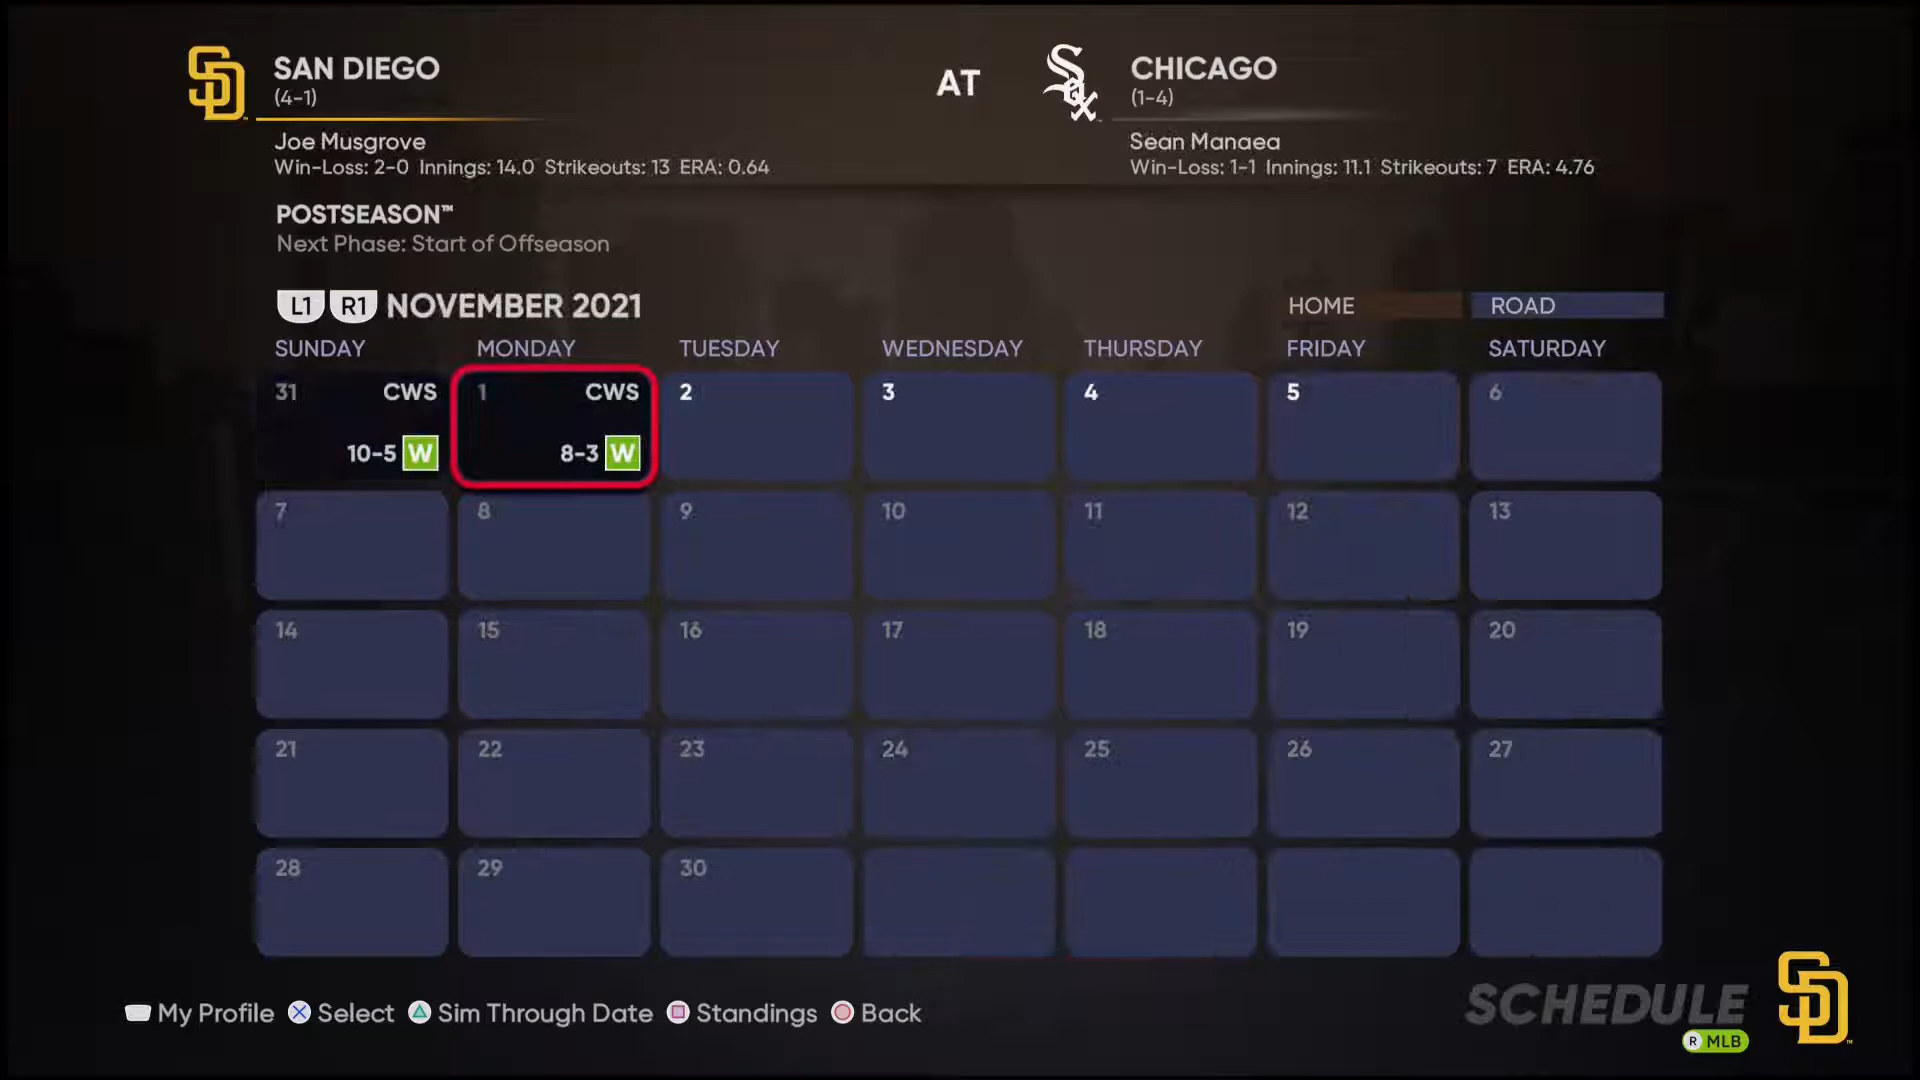 SAN DIEGO
(4-1)
AT
CHICAGO
(1-4)
Joe Musgrove
Win-Loss: 2-0 Innings: 14.0 Strikeouts: 13 ERA: 0.64
Sean Manaea
Win-Loss: 1-1 Innings: 11.1 Strikeouts: 7 ERA: 4.76
POSTSEASON™
Next Phase: Start of Offseason
L1 R1 NOVEMBER 2021
HOME ROAD
SUNDAY MONDAY TUESDAY WEDNESDAY THURSDAY FRIDAY SATURDAY
31 CWS 1 CWS 2 3 4 5 6
10-5 W 8-3 W
7 8 9 10 11 12 13
14 15 16 17 18 19 20
21 22 23 24 25 26 27
28 29 30
My Profile Select Sim Through Date Standings Back
SCHEDULE
R MLB
SD